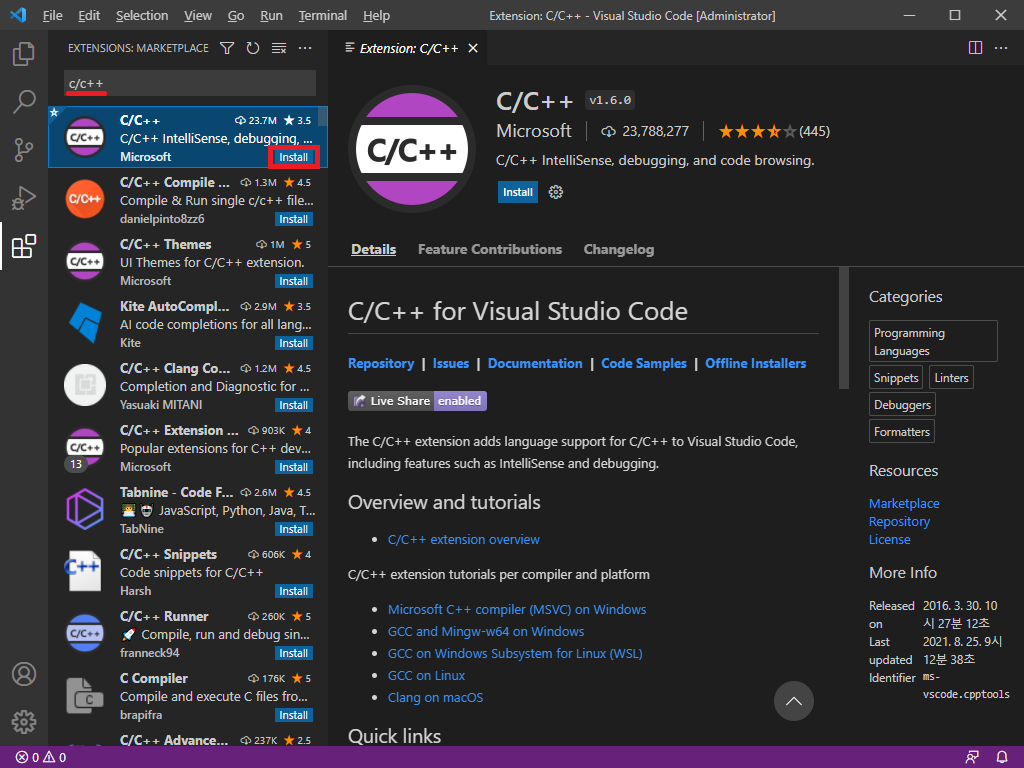 File Edit Selection View Go Run Terminal Help
Extension: C/C++ - Visual Studio Code [Administrator]
EXTENSIONS: MARKETPLACE
c/c++
C/C++ 23.7M 3.5
C/C++ IntelliSense, debugging, ...
Microsoft Install
C/C++ Compile ... 1.3M 4.5
Compile & Run single c/c++ file...
danielpinto8zz6 Install
C/C++ Themes 1M 5
UI Themes for C/C++ extension.
Microsoft Install
Kite AutoCompl... 2.9M 3.5
AI code completions for all lang...
Kite Install
C/C++ Clang Co... 1.2M 4.5
Completion and Diagnostic for ...
Yasuaki MITANI Install
C/C++ Extension ... 903K 4
Popular extensions for C++ dev...
13
Microsoft Install
Tabnine - Code F... 2.6M 4.5
JavaScript, Python, Java, T...
TabNine Install
C/C++ Snippets 606K 4
Code snippets for C/C++
Harsh Install
C/C++ Runner 260K 5
🚀 Compile, run and debug sin...
franneck94 Install
C Compiler 176K 5
Compile and execute C files fro...
brapifra Install
C/C++ Advance... 237K 2.5
Extension: C/C++
C/C++
C/C++ v1.6.0
Microsoft 23,788,277 (445)
C/C++ IntelliSense, debugging, and code browsing.
Install
Details Feature Contributions Changelog
C/C++ for Visual Studio Code
Repository | Issues | Documentation | Code Samples | Offline Installers
Live Share enabled
The C/C++ extension adds language support for C/C++ to Visual Studio Code,
including features such as IntelliSense and debugging.
Overview and tutorials
• C/C++ extension overview
C/C++ extension tutorials per compiler and platform
• Microsoft C++ compiler (MSVC) on Windows
• GCC and Mingw-w64 on Windows
• GCC on Windows Subsystem for Linux (WSL)
• GCC on Linux
• Clang on macOS
Quick links
Categories
Programming
Languages
Snippets Linters
Debuggers
Formatters
Resources
Marketplace
Repository
License
More Info
Released on 2016. 3. 30. 10
시 27분 12초
Last updated 2021. 8. 25. 9시
12분 38초
Identifier ms-
vscode.cpptools
0 0